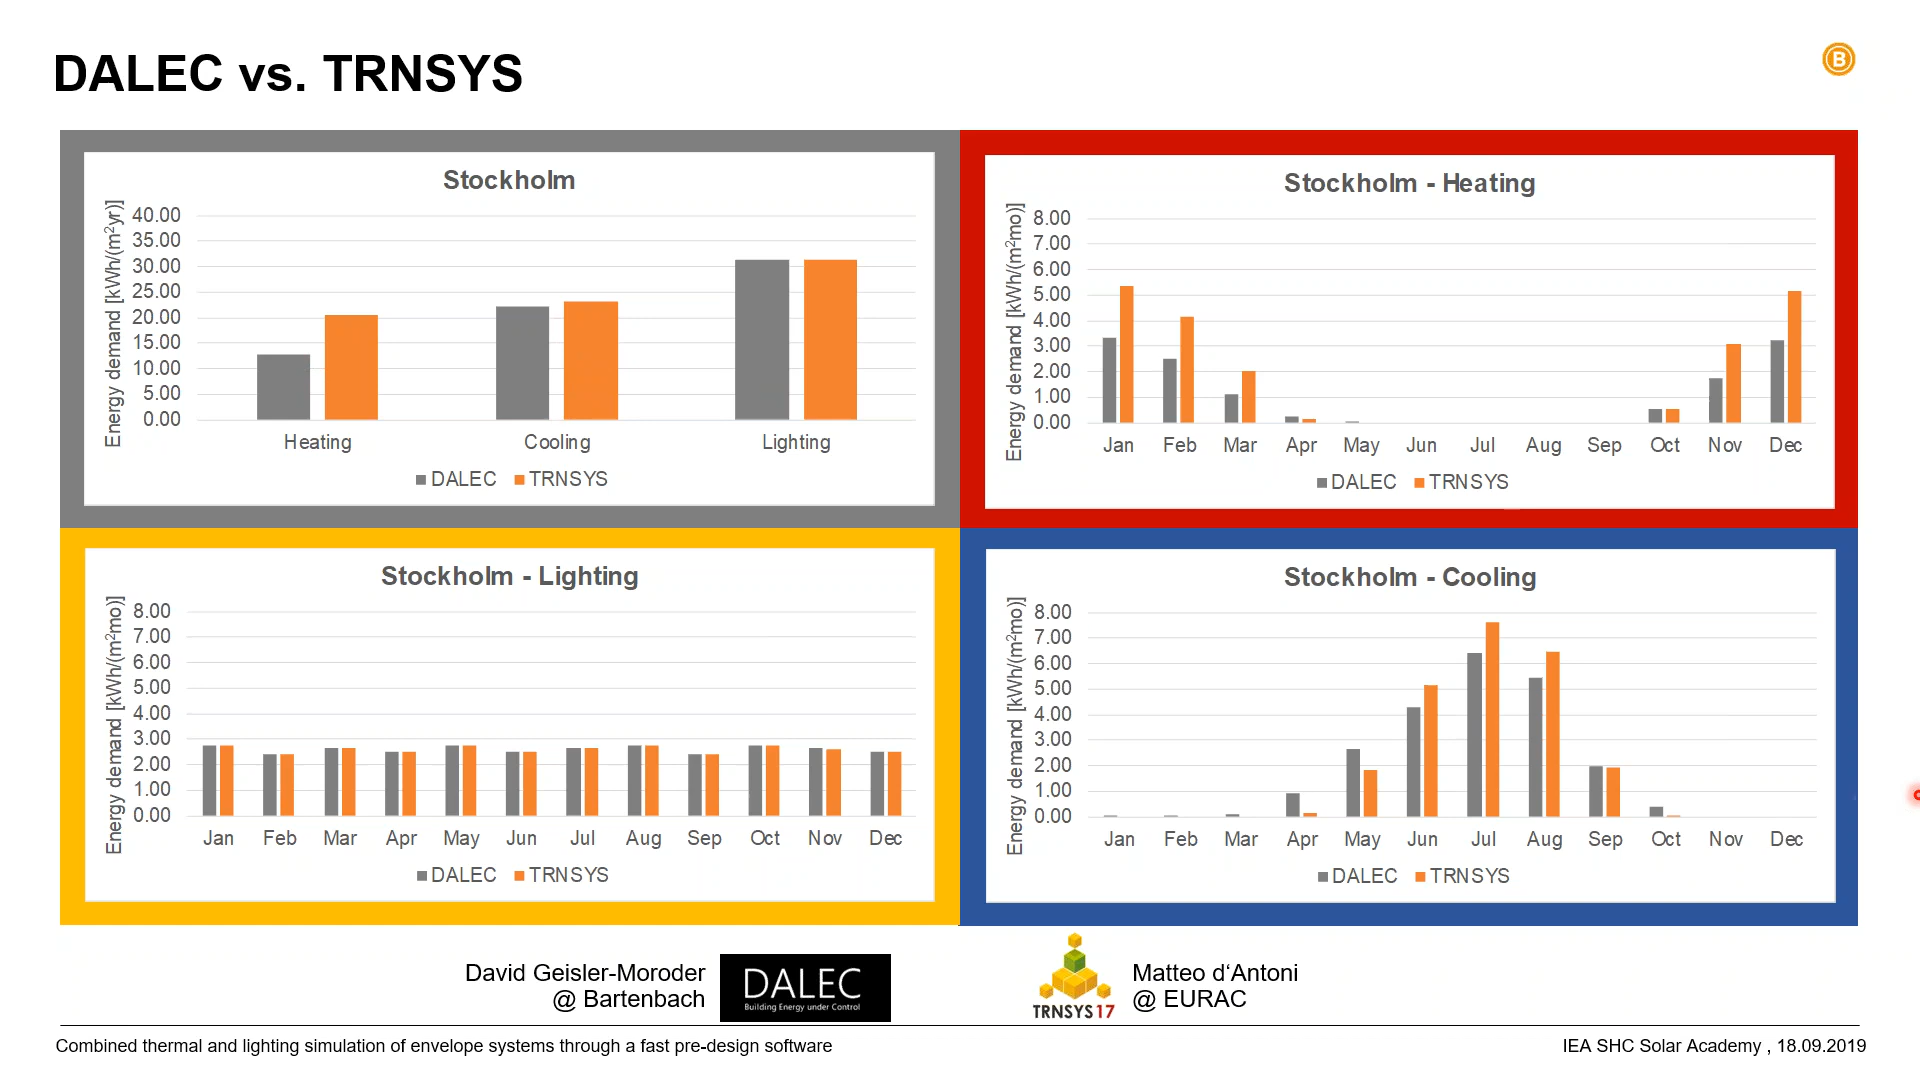 DALEC vs. TRNSYS
B
Stockholm
Energy demand [kWh/(m²yr)]
40.00
35.00
30.00
25.00
20.00
15.00
10.00
5.00
0.00
Heating Cooling Lighting
DALEC TRNSYS
Stockholm - Heating
Energy demand [kWh/(m²mo)]
8.00
7.00
6.00
5.00
4.00
3.00
2.00
1.00
0.00
Jan Feb Mar Apr May Jun Jul Aug Sep Oct Nov Dec
DALEC TRNSYS
Stockholm - Lighting
Energy demand [kWh/(m²mo)]
8.00
7.00
6.00
5.00
4.00
3.00
2.00
1.00
0.00
Jan Feb Mar Apr May Jun Jul Aug Sep Oct Nov Dec
DALEC TRNSYS
Stockholm - Cooling
Energy demand [kWh/(m²mo)]
8.00
7.00
6.00
5.00
4.00
3.00
2.00
1.00
0.00
Jan Feb Mar Apr May Jun Jul Aug Sep Oct Nov Dec
DALEC TRNSYS
David Geisler-Moroder
@ Bartenbach
DALEC
Building Energy under Control
TRNSYS17
Matteo d‘Antoni
@ EURAC
Combined thermal and lighting simulation of envelope systems through a fast pre-design software
IEA SHC Solar Academy , 18.09.2019